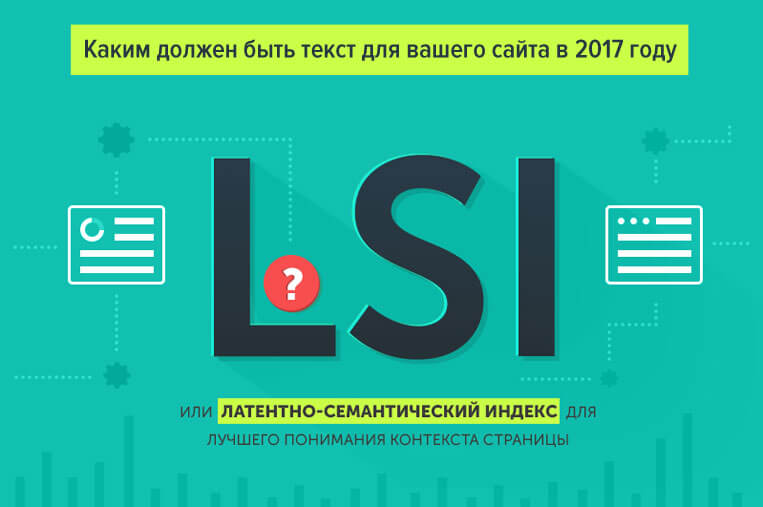 Каким должен быть текст для вашего сайта в 2017 году
LSI
?
ИЛИ ЛАТЕНТНО-СЕМАНТИЧЕСКИЙ ИНДЕКС ДЛЯ
ЛУЧШЕГО ПОНИМАНИЯ КОНТЕКСТА СТРАНИЦЫ